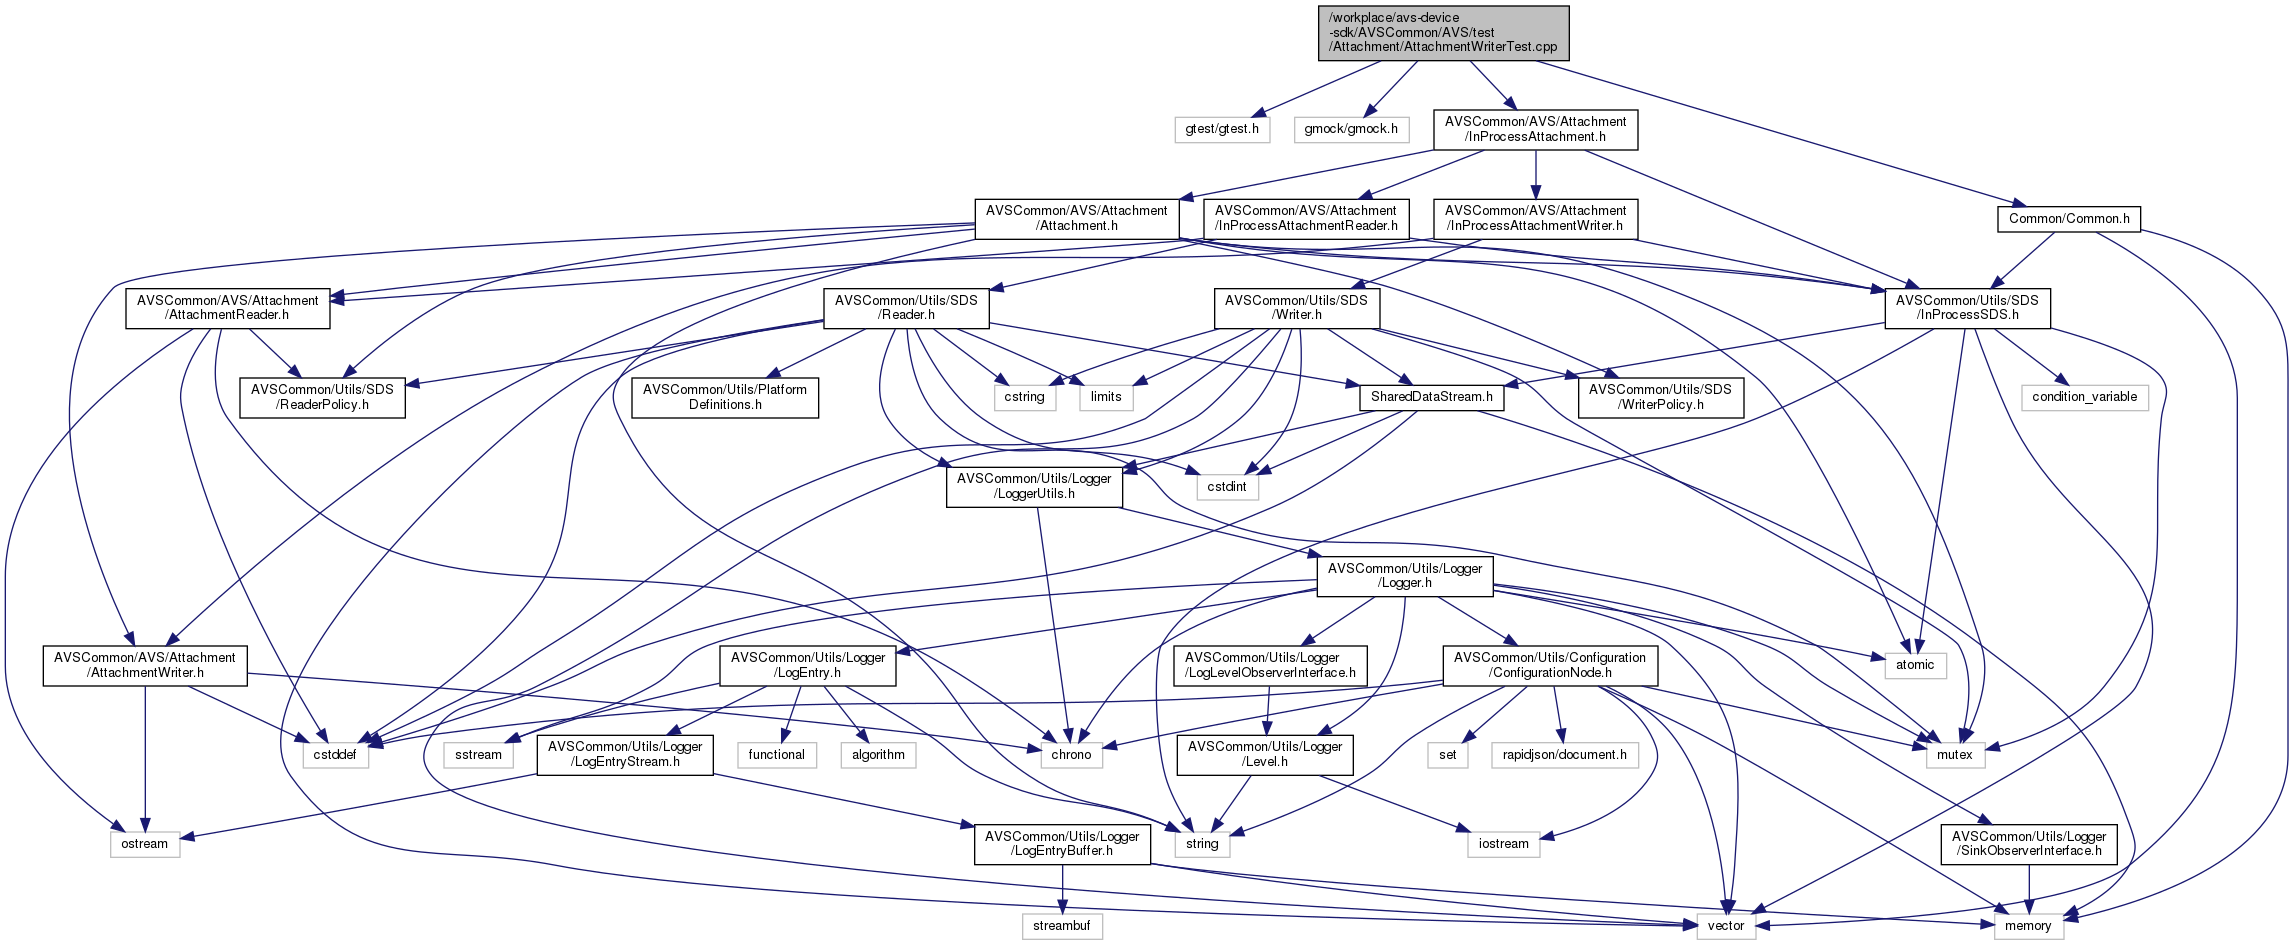 /workplace/avs-device
-sdk/AVSCommon/AVS/test
/Attachment/AttachmentWriterTest.cpp
gtest/gtest.h
gmock/gmock.h
AVSCommon/AVS/Attachment
/InProcessAttachment.h
AVSCommon/AVS/Attachment
/Attachment.h
AVSCommon/AVS/Attachment
/InProcessAttachmentReader.h
AVSCommon/AVS/Attachment
/InProcessAttachmentWriter.h
Common/Common.h
AVSCommon/AVS/Attachment
/AttachmentReader.h
AVSCommon/Utils/SDS
/Reader.h
AVSCommon/Utils/SDS
/Writer.h
AVSCommon/Utils/SDS
/InProcessSDS.h
AVSCommon/Utils/SDS
/ReaderPolicy.h
AVSCommon/Utils/Platform
Definitions.h
cstring
limits
SharedDataStream.h
AVSCommon/Utils/SDS
/WriterPolicy.h
condition_variable
AVSCommon/Utils/Logger
/LoggerUtils.h
cstdint
AVSCommon/Utils/Logger
/Logger.h
AVSCommon/AVS/Attachment
/AttachmentWriter.h
AVSCommon/Utils/Logger
/LogEntry.h
AVSCommon/Utils/Logger
/LogLevelObserverInterface.h
AVSCommon/Utils/Configuration
/ConfigurationNode.h
atomic
cstddef
sstream
AVSCommon/Utils/Logger
/LogEntryStream.h
functional
algorithm
chrono
AVSCommon/Utils/Logger
/Level.h
set
rapidjson/document.h
mutex
ostream
AVSCommon/Utils/Logger
/LogEntryBuffer.h
string
iostream
AVSCommon/Utils/Logger
/SinkObserverInterface.h
streambuf
vector
memory